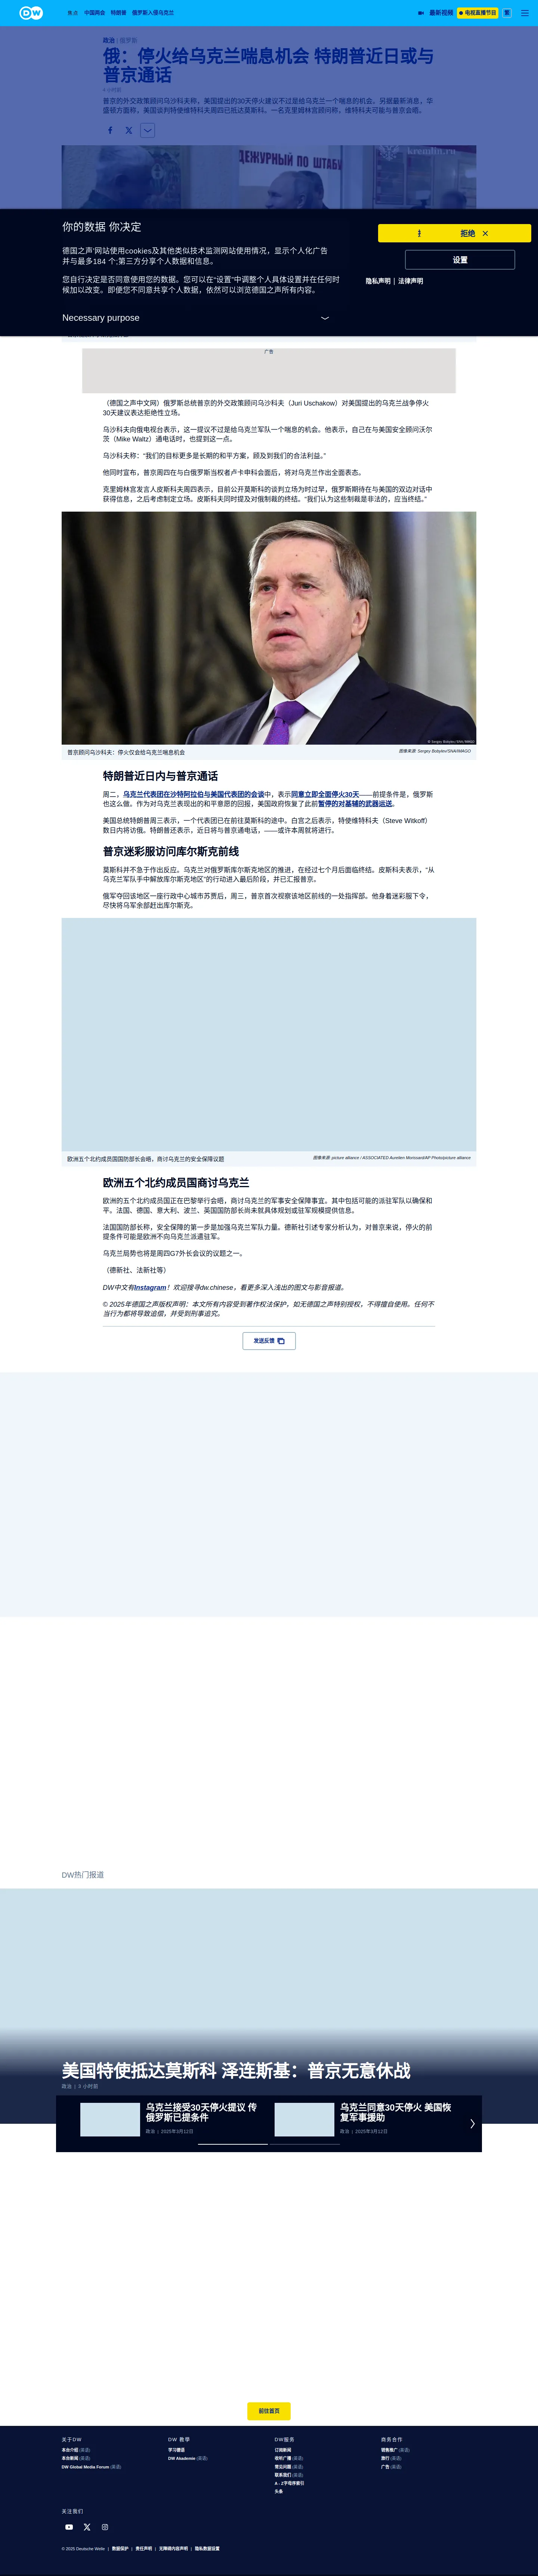 DW
焦点 中国两会 特朗普 俄罗斯入侵乌克兰
最新视频 电视直播节目 繁
政治 | 俄罗斯
俄：停火给乌克兰喘息机会 特朗普近日或与
普京通话
4 小时前
普京的外交政策顾问乌沙科夫称，美国提出的30天停火建议不过是给乌克兰一个喘息的机会。另据最新消息，华
盛顿方面称，美国谈判特使维特科夫周四已抵达莫斯科。一名克里姆林宫顾问称，维特科夫可能与普京会晤。
ДЕЖУРНЫЙ ПО ШТАБУ
kremlin.ru
你的数据 你决定
德国之声'网站使用cookies及其他类似技术监测网站使用情况，显示个人化广告
并与最多184 个;第三方分享个人数据和信息。
您自行决定是否同意使用您的数据。您可以在“设置”中调整个人具体设置并在任何时
候加以改变。即便您不同意共享个人数据，依然可以浏览德国之声所有内容。
Necessary purpose
拒绝
设置
隐私声明 | 法律声明
广告
（德国之声中文网）俄罗斯总统普京的外交政策顾问乌沙科夫（Juri Uschakow）对美国提出的乌克兰战争停火
30天建议表达拒绝性立场。
乌沙科夫向俄电视台表示，这一提议不过是给乌克兰军队一个喘息的机会。他表示，自己在与美国安全顾问沃尔
茨（Mike Waltz）通电话时，也提到这一点。
乌沙科夫称：“我们的目标更多是长期的和平方案，顾及到我们的合法利益。”
他同时宣布，普京周四在与白俄罗斯当权者卢卡申科会面后，将对乌克兰作出全面表态。
克里姆林宫发言人皮斯科夫周四表示，目前公开莫斯科的谈判立场为时过早，俄罗斯期待在与美国的双边对话中
获得信息，之后考虑制定立场。皮斯科夫同时提及对俄制裁的终结。“我们认为这些制裁是非法的，应当终结。”
普京顾问乌沙科夫：停火仅会给乌克兰喘息机会
图像来源: Sergey Bobylev/SNA/IMAGO
特朗普近日内与普京通话
周二，乌克兰代表团在沙特阿拉伯与美国代表团的会谈中，表示同意立即全面停火30天——前提条件是，俄罗斯
也这么做。作为对乌克兰表现出的和平意愿的回报，美国政府恢复了此前暂停的对基辅的武器运送。
美国总统特朗普周三表示，一个代表团已在前往莫斯科的途中。白宫之后表示，特使维特科夫（Steve Witkoff）
数日内将访俄。特朗普还表示，近日将与普京通电话，——或许本周就将进行。
普京迷彩服访问库尔斯克前线
莫斯科并不急于作出反应。乌克兰对俄罗斯库尔斯克地区的推进，在经过七个月后面临终结。皮斯科夫表示，“从
乌克兰军队手中解放库尔斯克地区”的行动进入最后阶段，并已汇报普京。
俄军夺回该地区一座行政中心城市苏贾后，周三，普京首次视察该地区前线的一处指挥部。他身着迷彩服下令，
尽快将乌军余部赶出库尔斯克。
欧洲五个北约成员国国防部长会晤，商讨乌克兰的安全保障议题
图像来源: picture alliance / ASSOCIATED Aurelien Morissard/AP Photo/picture alliance
欧洲五个北约成员国商讨乌克兰
欧洲的五个北约成员国正在巴黎举行会晤，商讨乌克兰的军事安全保障事宜。其中包括可能的派驻军队以确保和
平。法国、德国、意大利、波兰、英国国防部长尚未就具体规划或驻军规模提供信息。
法国国防部长称，安全保障的第一步是加强乌克兰军队力量。德新社引述专家分析认为，对普京来说，停火的前
提条件可能是欧洲不向乌克兰派遣驻军。
乌克兰局势也将是周四G7外长会议的议题之一。
（德新社、法新社等）
DW中文有Instagram！欢迎搜寻dw.chinese，看更多深入浅出的图文与影音报道。
© 2025年德国之声版权声明：本文所有内容受到著作权法保护，如无德国之声特别授权，不得擅自使用。任何不
当行为都将导致追偿，并受到刑事追究。
发送反馈
DW热门报道
美国特使抵达莫斯科 泽连斯基：普京无意休战
政治 | 3 小时前
乌克兰接受30天停火提议 传
俄罗斯已提条件
政治 | 2025年3月12日
乌克兰同意30天停火 美国恢
复军事援助
政治 | 2025年3月12日
前往首页
关于DW
本台介绍 (英语)
本台新闻 (英语)
DW Global Media Forum (英语)
DW 教学
学习德语
DW Akademie (英语)
DW服务
订阅新闻
收听广播 (英语)
常见问题 (英语)
联系我们 (英语)
A - Z字母序索引
头条
商务合作
销售推广 (英语)
旅行 (英语)
广告 (英语)
关注我们
© 2025 Deutsche Welle | 数据保护 | 责任声明 | 无障碍内容声明 | 隐私数据设置